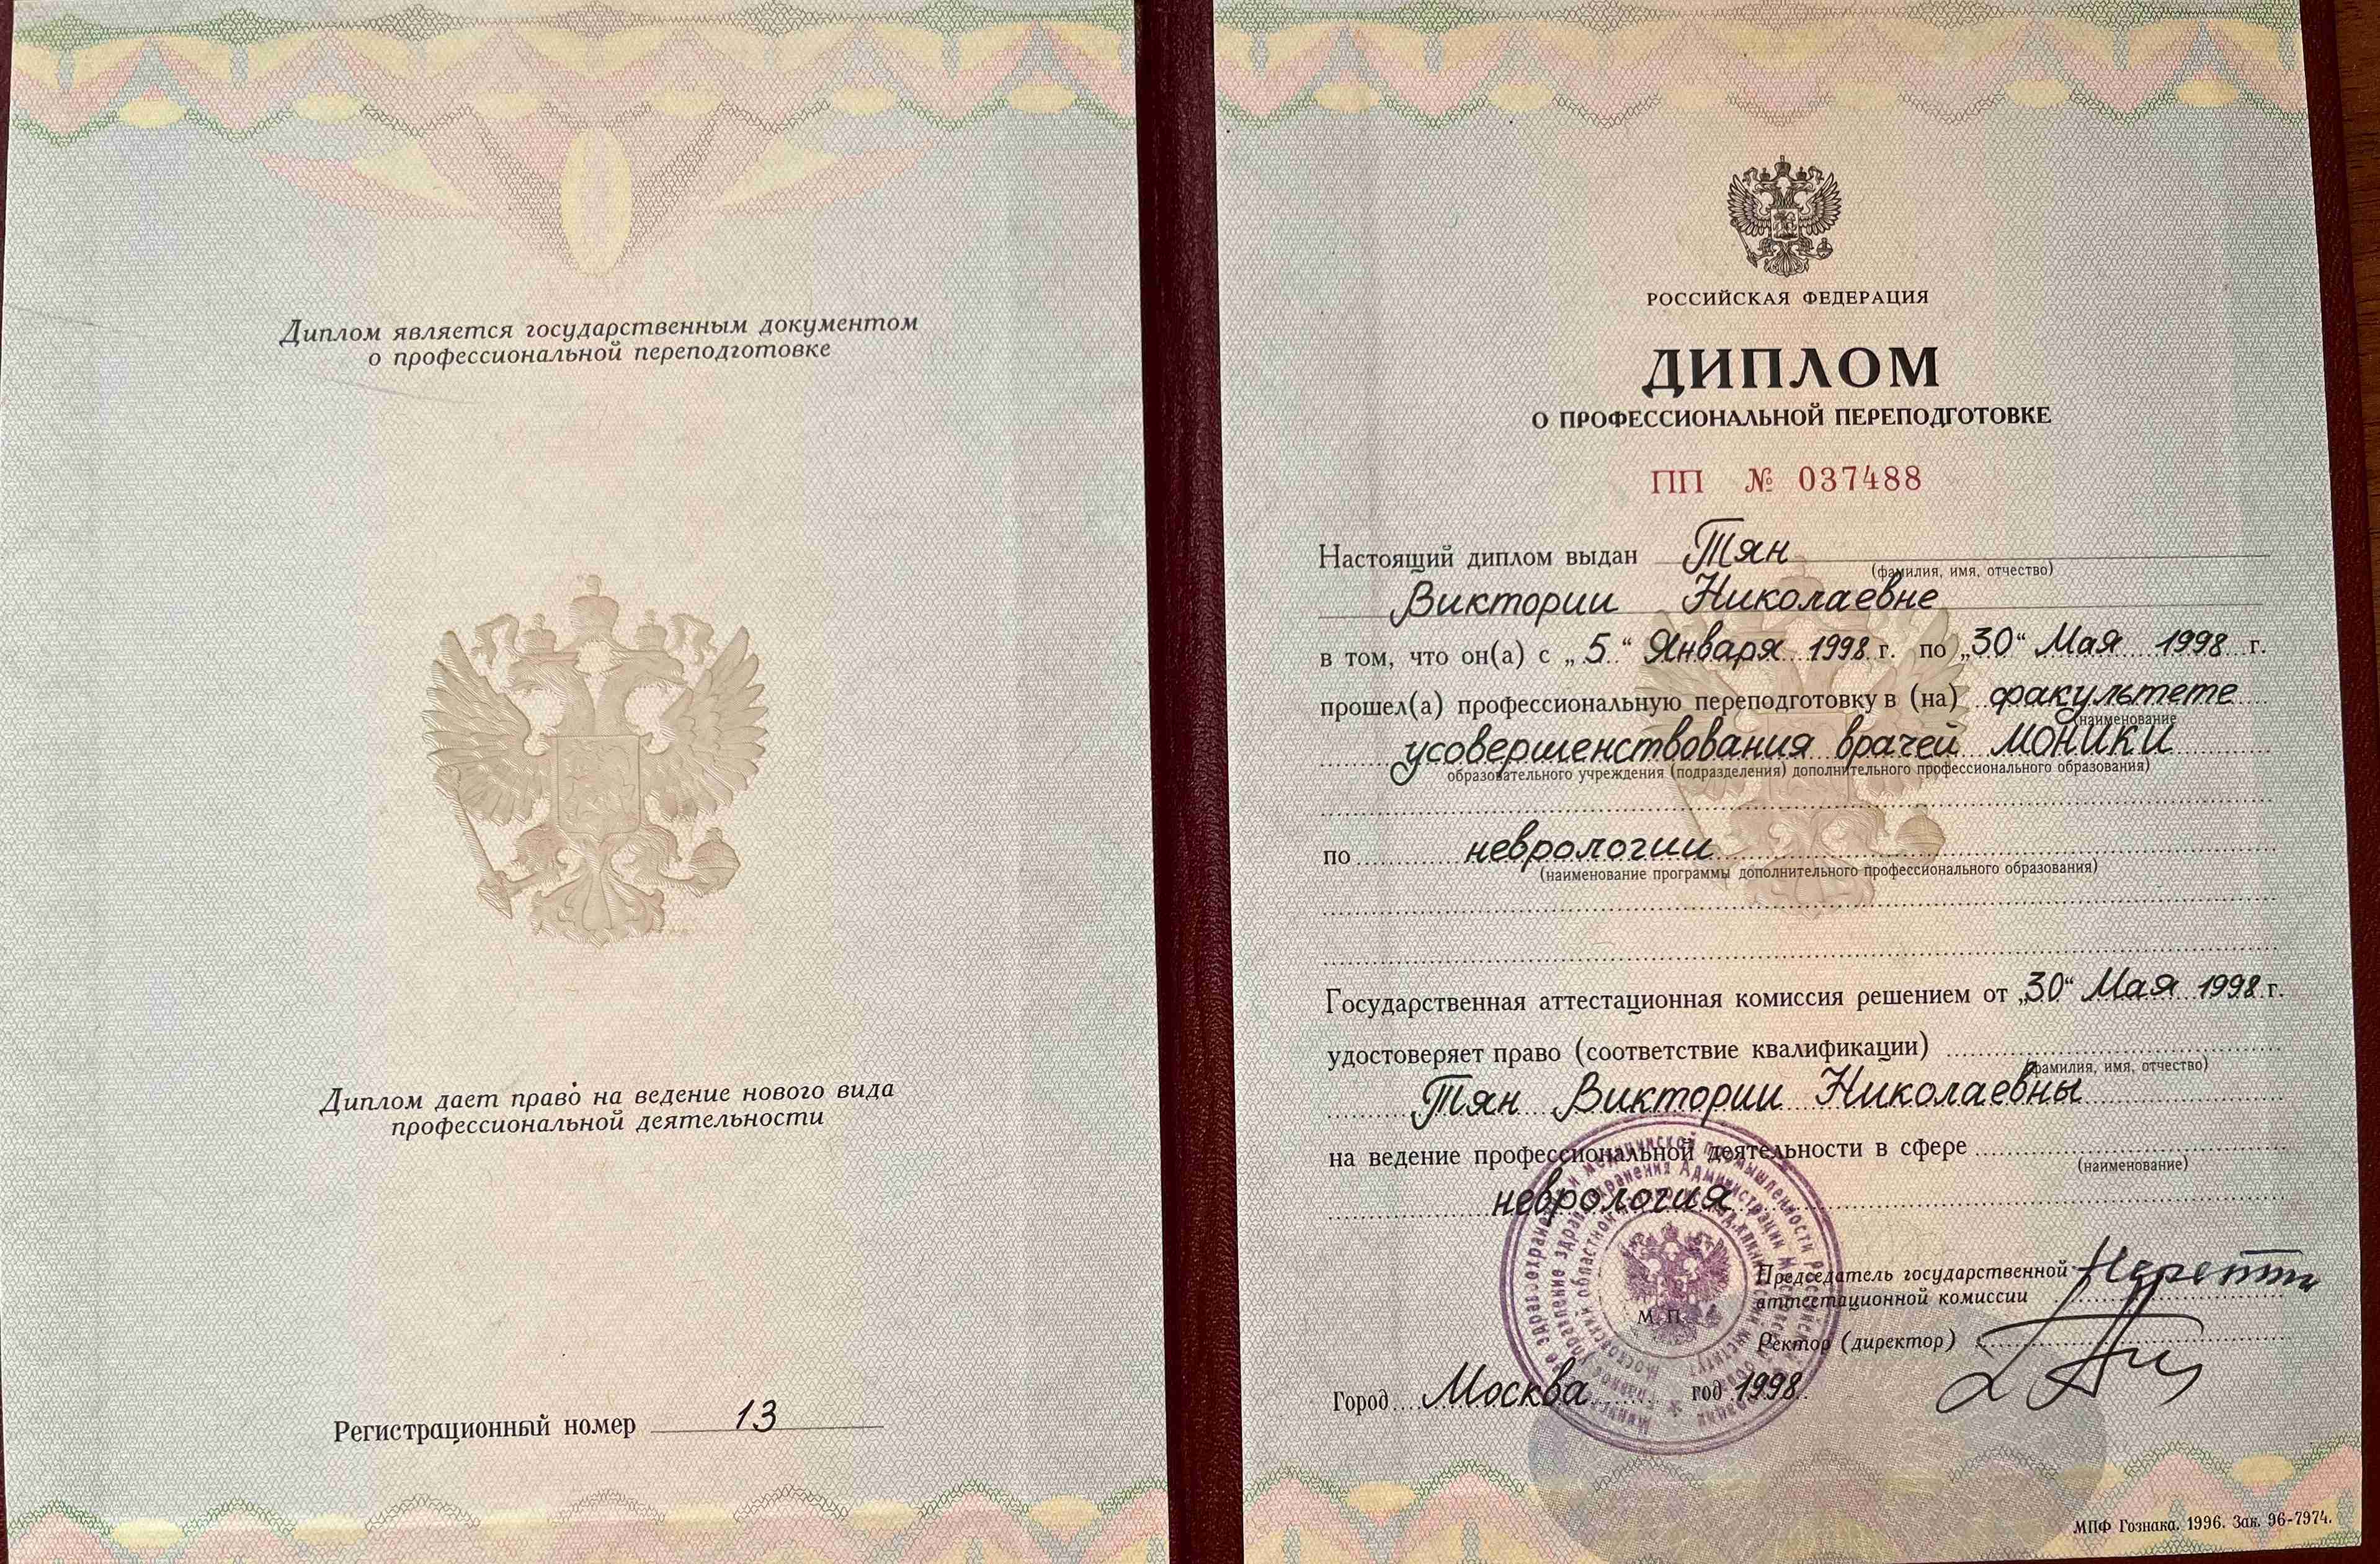 Диплом является государственным документом
о профессиональной переподготовке
Диплом дает право на ведение нового вида
профессиональной деятельности
Регистрационный номер 13
РОССИЙСКАЯ ФЕДЕРАЦИЯ
ДИПЛОМ
О ПРОФЕССИОНАЛЬНОЙ ПЕРЕПОДГОТОВКЕ
ПП № 037488
Настоящий диплом выдан Тян
(фамилия, имя, отчество)
Виктории Николаевне
в том, что он(а) с „5“ Января 1998 г. по „30“ Мая 1998 г.
прошел(а) профессиональную переподготовку в (на) факультете
(наименование
усовершенствования врачей МОНИКИ
образовательного учреждения (подразделения) дополнительного профессионального образования)
по неврологии
(наименование программы дополнительного профессионального образования)
Государственная аттестационная комиссия решением от „30“ Мая 1998 г.
удостоверяет право (соответствие квалификации)
(фамилия, имя, отчество)
Тян Виктории Николаевны
на ведение профессиональной деятельности в сфере
(наименование)
неврология
Председатель государственной
аттестационной комиссии
М. П.
Ректор (директор)
Город Москва год 1998
МПФ Гознака. 1996. Зак. 96-7974.